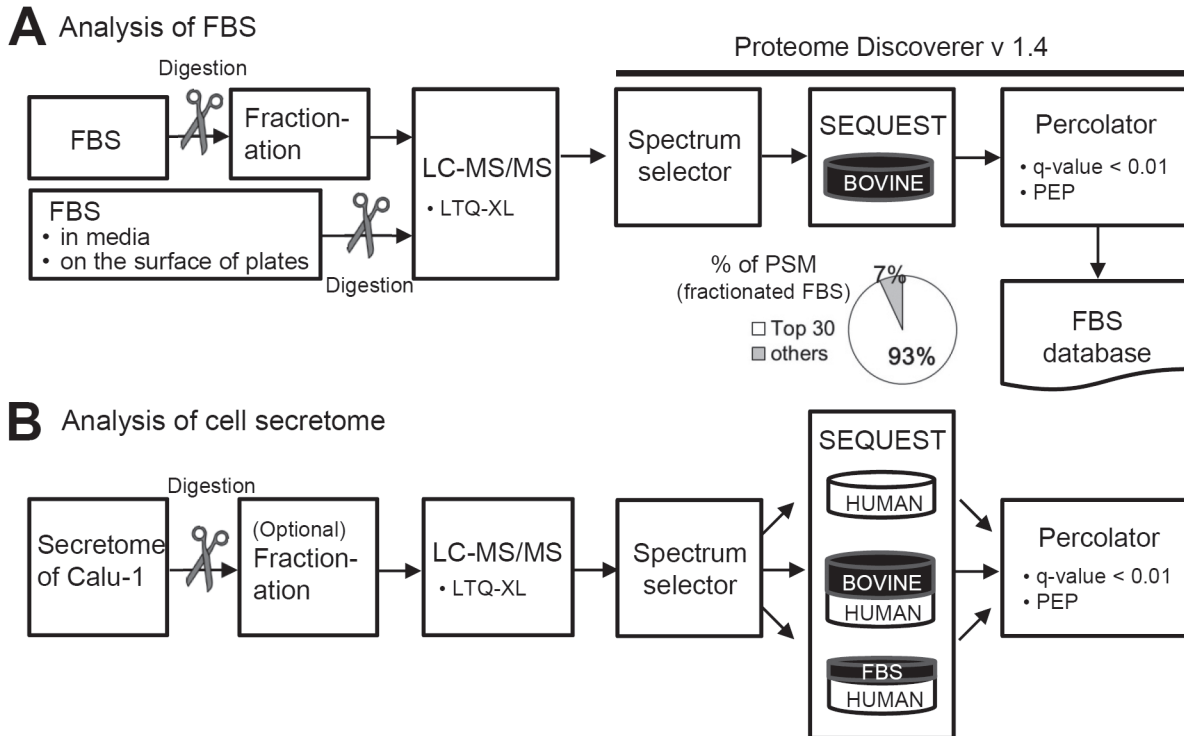 A Analysis of FBS
Proteome Discoverer v 1.4
Digestion
FBS
Fraction-
ation
LC-MS/MS
• LTQ-XL
Spectrum
selector
SEQUEST
BOVINE
Percolator
• q-value < 0.01
• PEP
FBS
• in media
• on the surface of plates
Digestion
% of PSM
(fractionated FBS)
Top 30
others
7%
93%
FBS
database
B Analysis of cell secretome
Digestion
Secretome
of Calu-1
(Optional)
Fraction-
ation
LC-MS/MS
• LTQ-XL
Spectrum
selector
SEQUEST
HUMAN
BOVINE
HUMAN
FBS
HUMAN
Percolator
• q-value < 0.01
• PEP